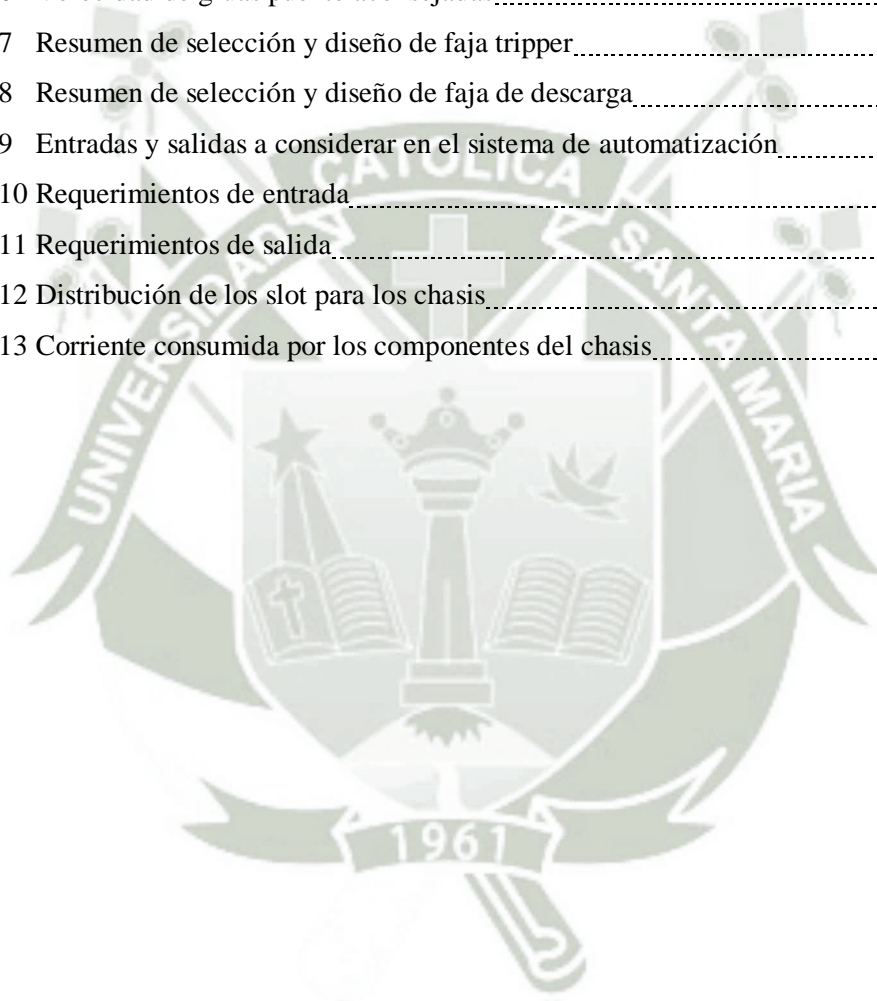 7 Resumen de selección y diseño de faja tripper
8 Resumen de selección y diseño de faja de descarga
9 Entradas y salidas a considerar en el sistema de automatización
10 Requerimientos de entrada
11 Requerimientos de salida
12 Distribución de los slot para los chasis
13 Corriente consumida por los componentes del chasis
UNIVERSIDAD CATOLICA SANTA MARIA
1961